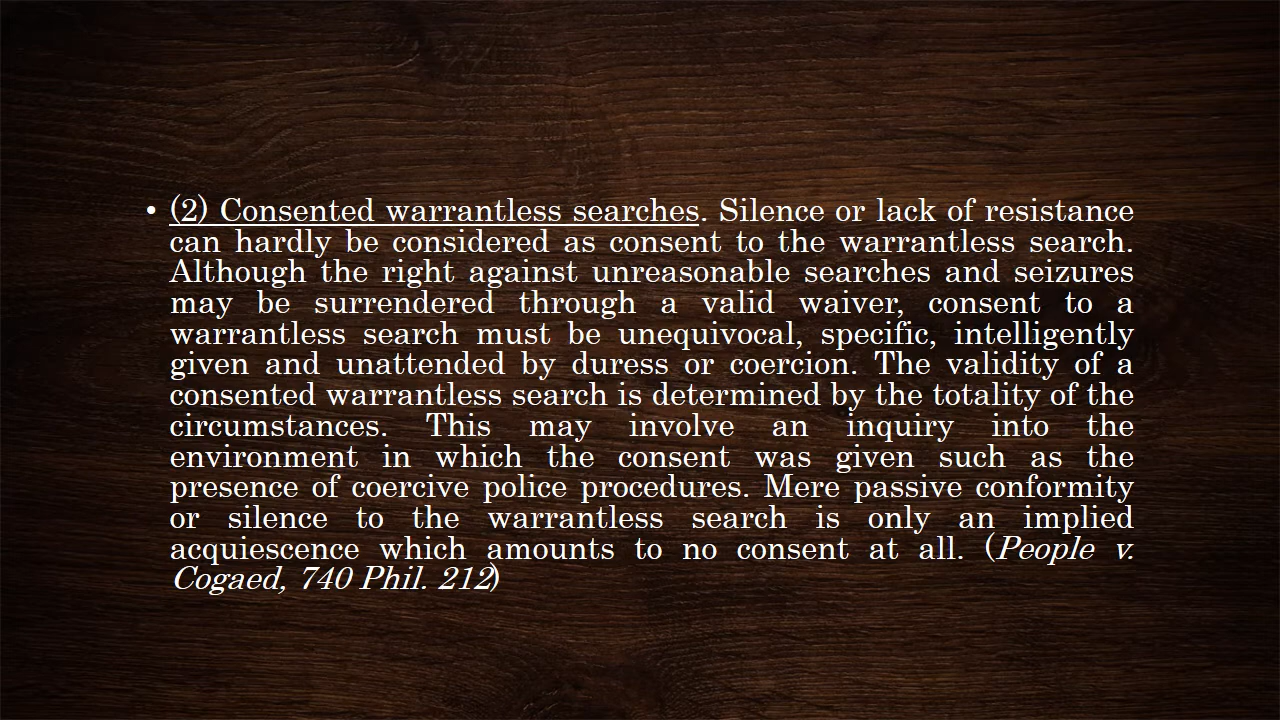 • (2) Consented warrantless searches. Silence or lack of resistance
can hardly be considered as consent to the warrantless search.
Although the right against unreasonable searches and seizures
may be surrendered through a valid waiver, consent to a
warrantless search must be unequivocal, specific, intelligently
given and unattended by duress or coercion. The validity of a
consented warrantless search is determined by the totality of the
circumstances. This may involve an inquiry into the
environment in which the consent was given such as the
presence of coercive police procedures. Mere passive conformity
or silence to the warrantless search is only an implied
acquiescence which amounts to no consent at all. (People v.
Cogaed, 740 Phil. 212)